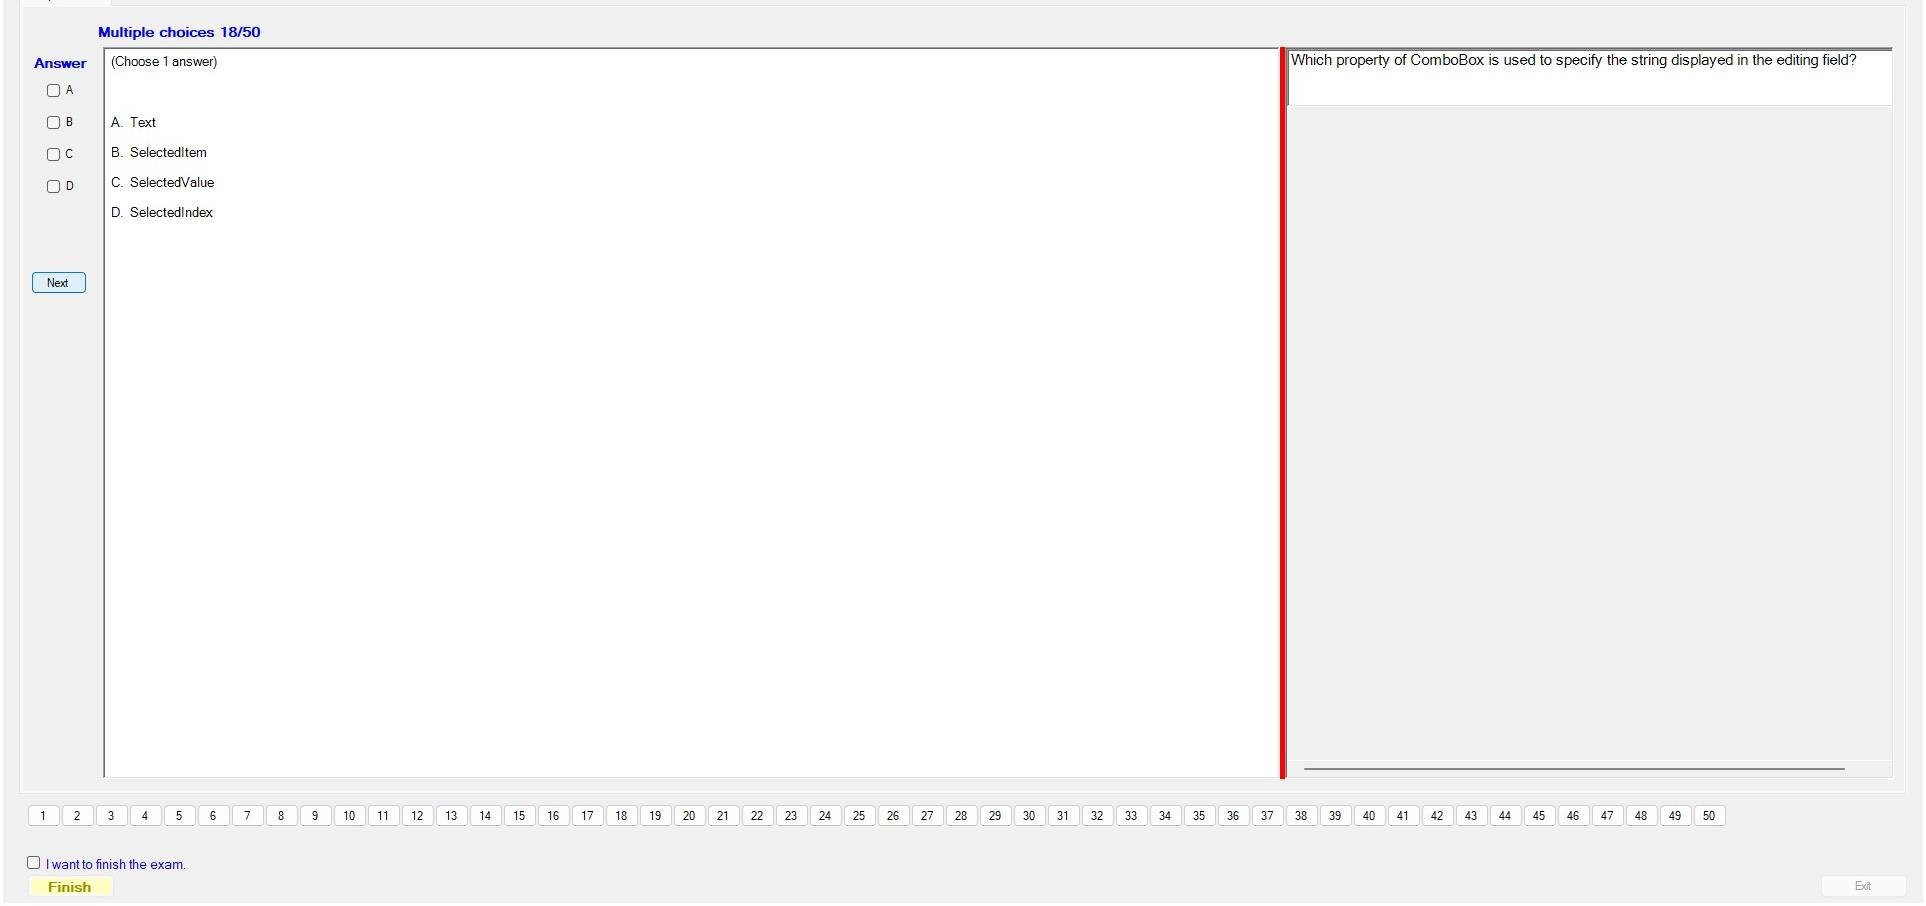 Multiple choices 18/50
Answer
(Choose 1 answer)
Which property of ComboBox is used to specify the string displayed in the editing field?
A
B
C
D
A. Text
B. SelectedItem
C. SelectedValue
D. SelectedIndex
Next
1 2 3 4 5 6 7 8 9 10 11 12 13 14 15 16 17 18 19 20 21 22 23 24 25 26 27 28 29 30 31 32 33 34 35 36 37 38 39 40 41 42 43 44 45 46 47 48 49 50
I want to finish the exam.
Finish
Exit